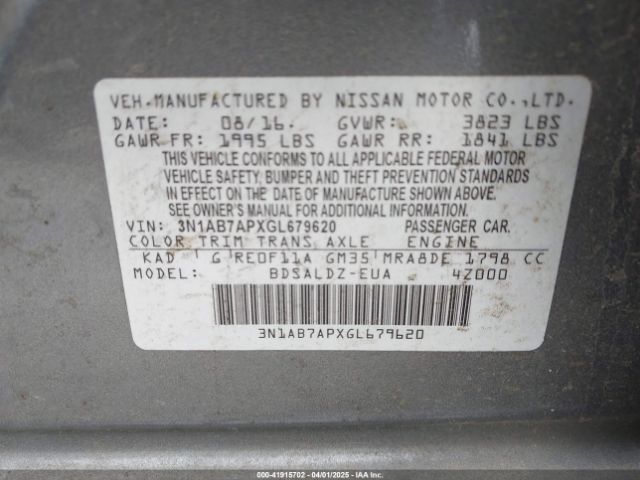 VEH. MANUFACTURED BY NISSAN MOTOR CO.,LTD.
DATE: 08/16. GVWR: 3823 LBS
GAWR FR: 1995 LBS GAWR RR: 1841 LBS
THIS VEHICLE CONFORMS TO ALL APPLICABLE FEDERAL MOTOR
VEHICLE SAFETY, BUMPER AND THEFT PREVENTION STANDARDS
IN EFFECT ON THE DATE OF MANUFACTURE SHOWN ABOVE.
SEE OWNER'S MANUAL FOR ADDITIONAL INFORMATION.
VIN: 3N1AB7APXGL679620 PASSENGER CAR.
COLOR TRIM TRANS. AXLE ENGINE
KAD G RE0F11A GM35 MRA8DE 1798 CC
MODEL: BDSALDZ-EUA 4Z000
3N1AB7APXGL679620
000-41915702 - 04/01/2025 - IAAI.com